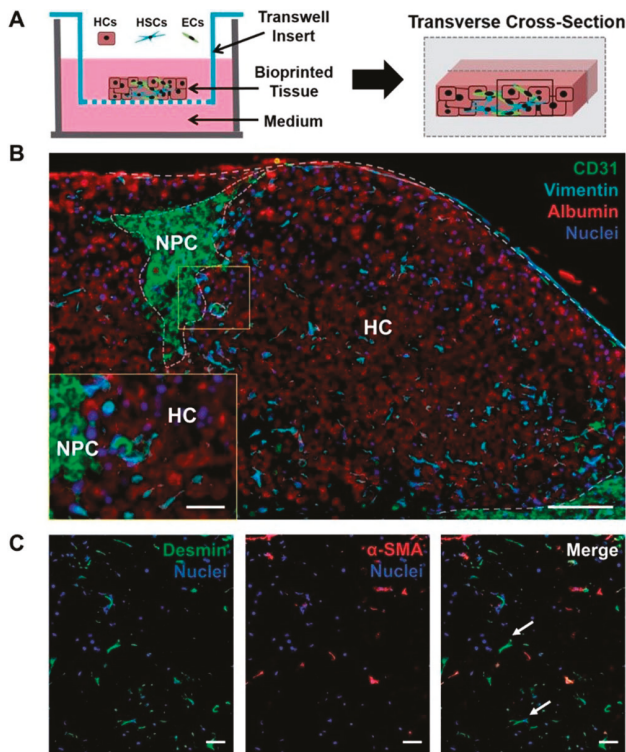 A
HCs
HSCs
ECs
Transwell
Insert
Bioprinted
Tissue
Medium
Transverse Cross-Section
B
CD31
Vimentin
Albumin
Nuclei
NPC
HC
HC
NPC
C
Desmin
Nuclei
α-SMA
Nuclei
Merge